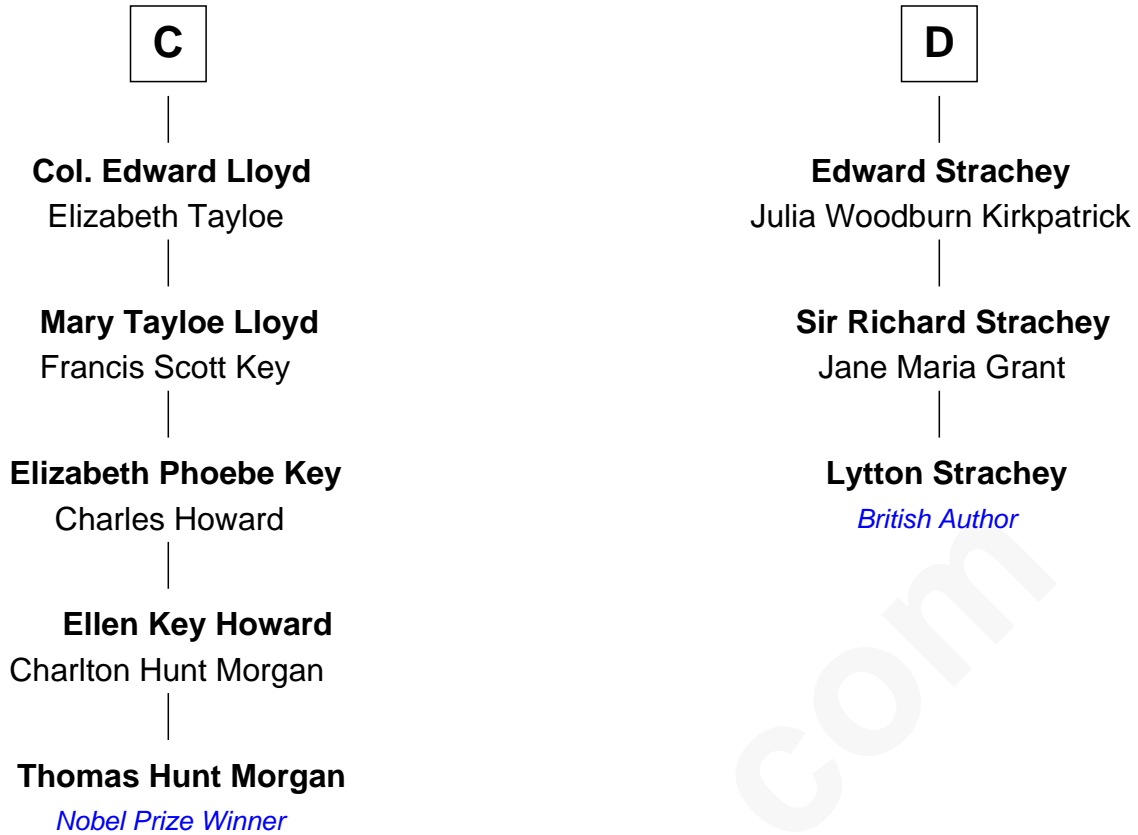 C
Col. Edward Lloyd
Elizabeth Tayloe
Mary Tayloe Lloyd
Francis Scott Key
Elizabeth Phoebe Key
Charles Howard
Ellen Key Howard
Charlton Hunt Morgan
Thomas Hunt Morgan
Nobel Prize Winner
D
Edward Strachey
Julia Woodburn Kirkpatrick
Sir Richard Strachey
Jane Maria Grant
Lytton Strachey
British Author
com